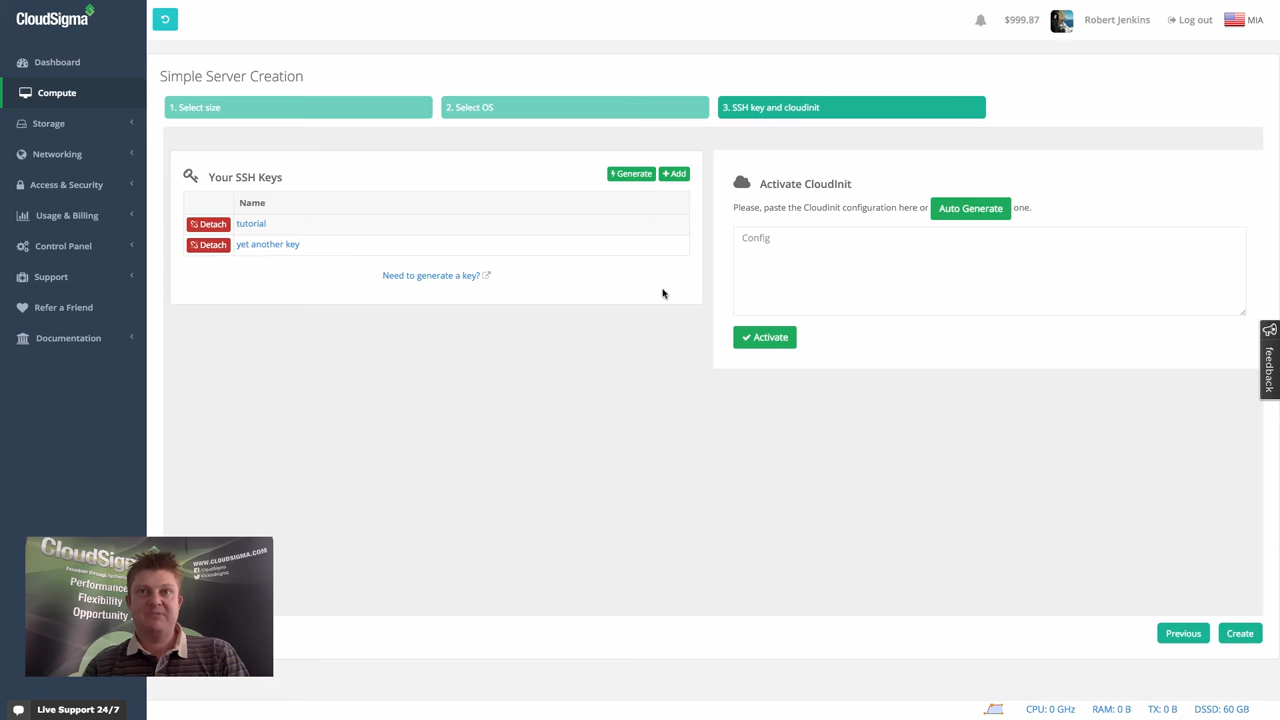 CloudSigma
$999.87
Robert Jenkins
Log out
MIA
Dashboard
Compute
Storage
Networking
Access & Security
Usage & Billing
Control Panel
Support
Refer a Friend
Documentation
Simple Server Creation
1. Select size
2. Select OS
3. SSH key and cloudinit
Your SSH Keys
Generate
Add
Name
Detach
tutorial
Detach
yet another key
Need to generate a key?
Activate CloudInit
Please, paste the CloudInit configuration here or Auto Generate one.
Config
Activate
feedback
CloudSigma
WWW.CLOUDSIGMA.COM
Performance
Flexibility
Opportunity
Previous
Create
Live Support 24/7
CPU: 0 GHz
RAM: 0 B
TX: 0 B
DSSD: 60 GB